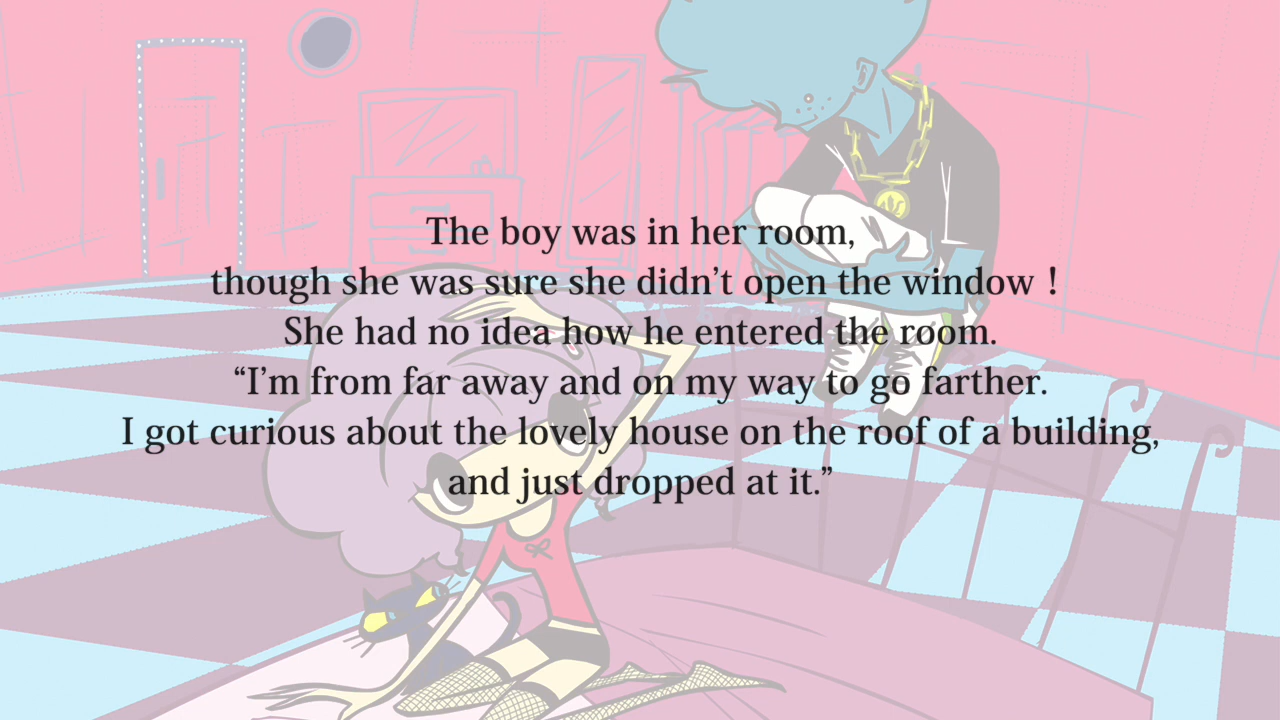 The boy was in her room,
though she was sure she didn’t open the window !
She had no idea how he entered the room.
“I’m from far away and on my way to go farther.
I got curious about the lovely house on the roof of a building,
and just dropped at it.”